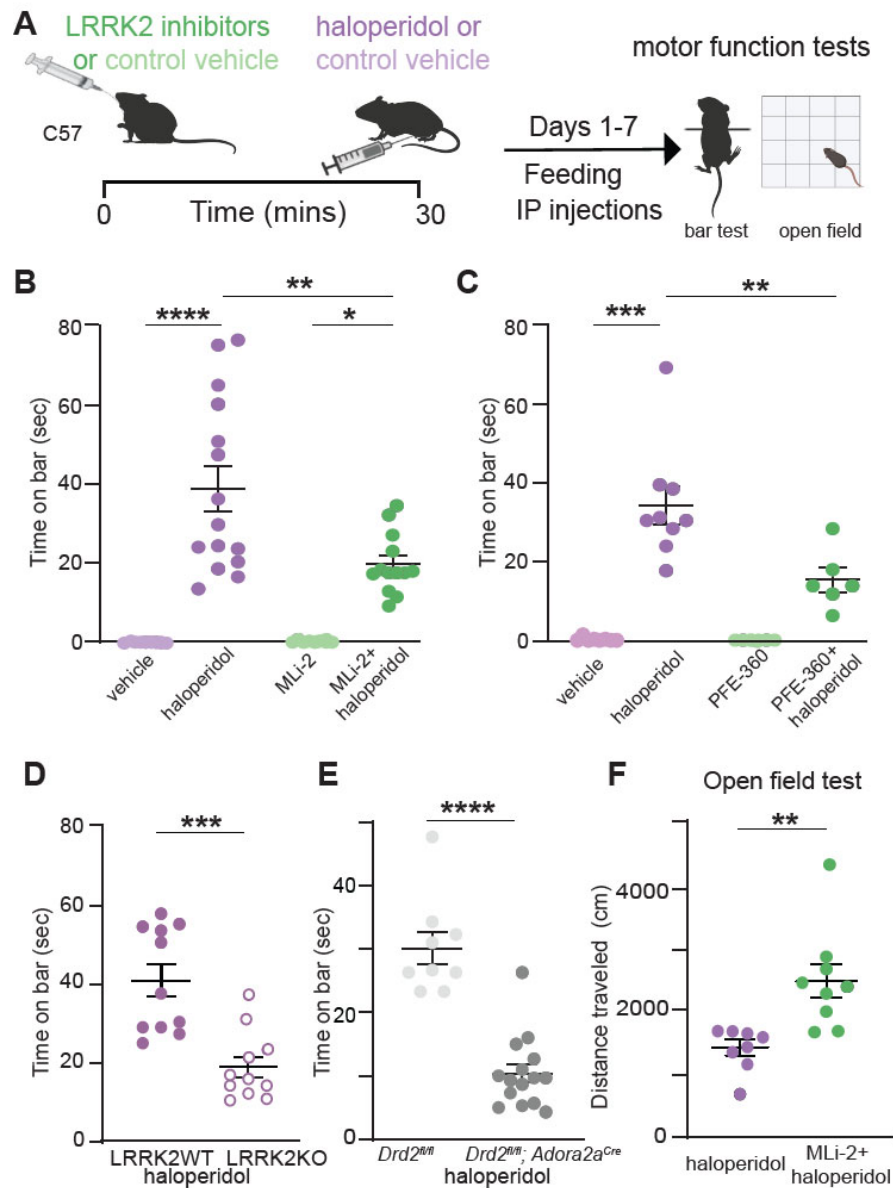 A
LRRK2 inhibitors
or control vehicle
haloperidol or
control vehicle
motor function tests
C57
Days 1-7
Feeding
IP injections
0
Time (mins)
30
bar test
open field
B
**
****
*
80
60
40
20
0
Time on bar (sec)
vehicle
haloperidol
MLi-2
MLi-2+
haloperidol
C
**
***
80
60
40
20
0
Time on bar (sec)
vehicle
haloperidol
PFE-360
PFE-360+
haloperidol
D
***
80
60
40
20
0
Time on bar (sec)
LRRK2WT
LRRK2KO
haloperidol
E
****
40
20
0
Time on bar (sec)
Drd2fl/fl
Drd2fl/fl; Adora2aCre
haloperidol
F
Open field test
**
4000
2000
0
Distance traveled (cm)
haloperidol
MLi-2+
haloperidol